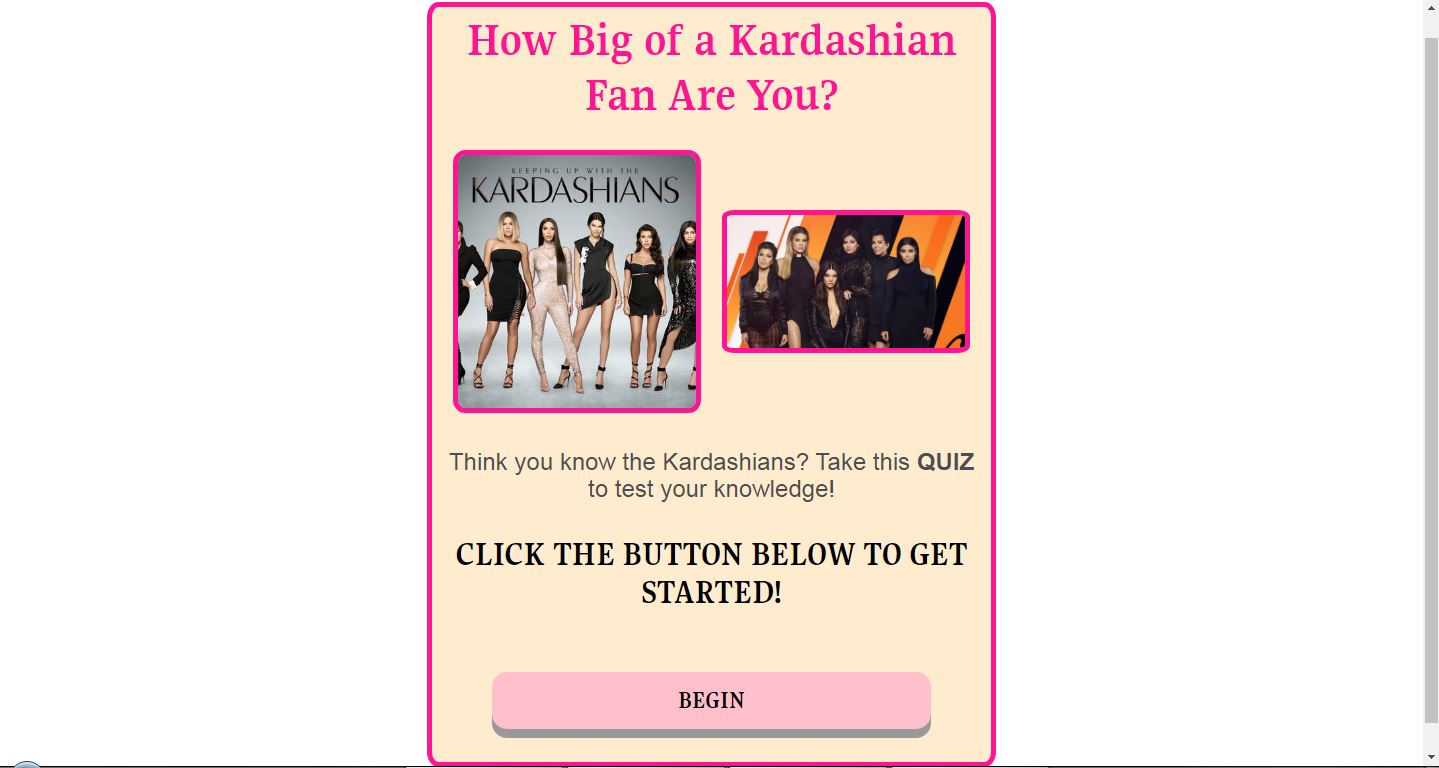 How Big of a Kardashian
Fan Are You?
KEEPING UP WITH THE
KARDASHIANS
Think you know the Kardashians? Take this QUIZ
to test your knowledge!
CLICK THE BUTTON BELOW TO GET
STARTED!
BEGIN